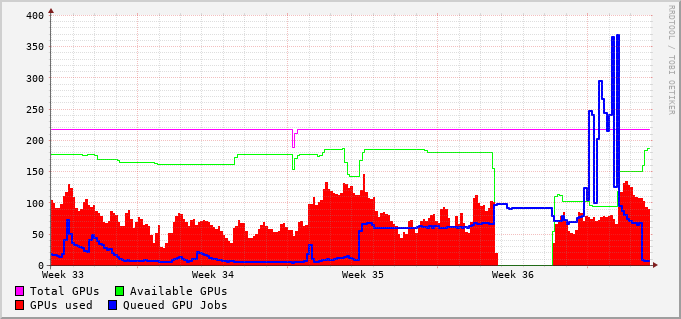 400
350
300
250
200
150
100
50
0
Week 33 Week 34 Week 35 Week 36
Total GPUs Available GPUs
GPUs used Queued GPU Jobs
RRDTOOL / TOBI OETIKER